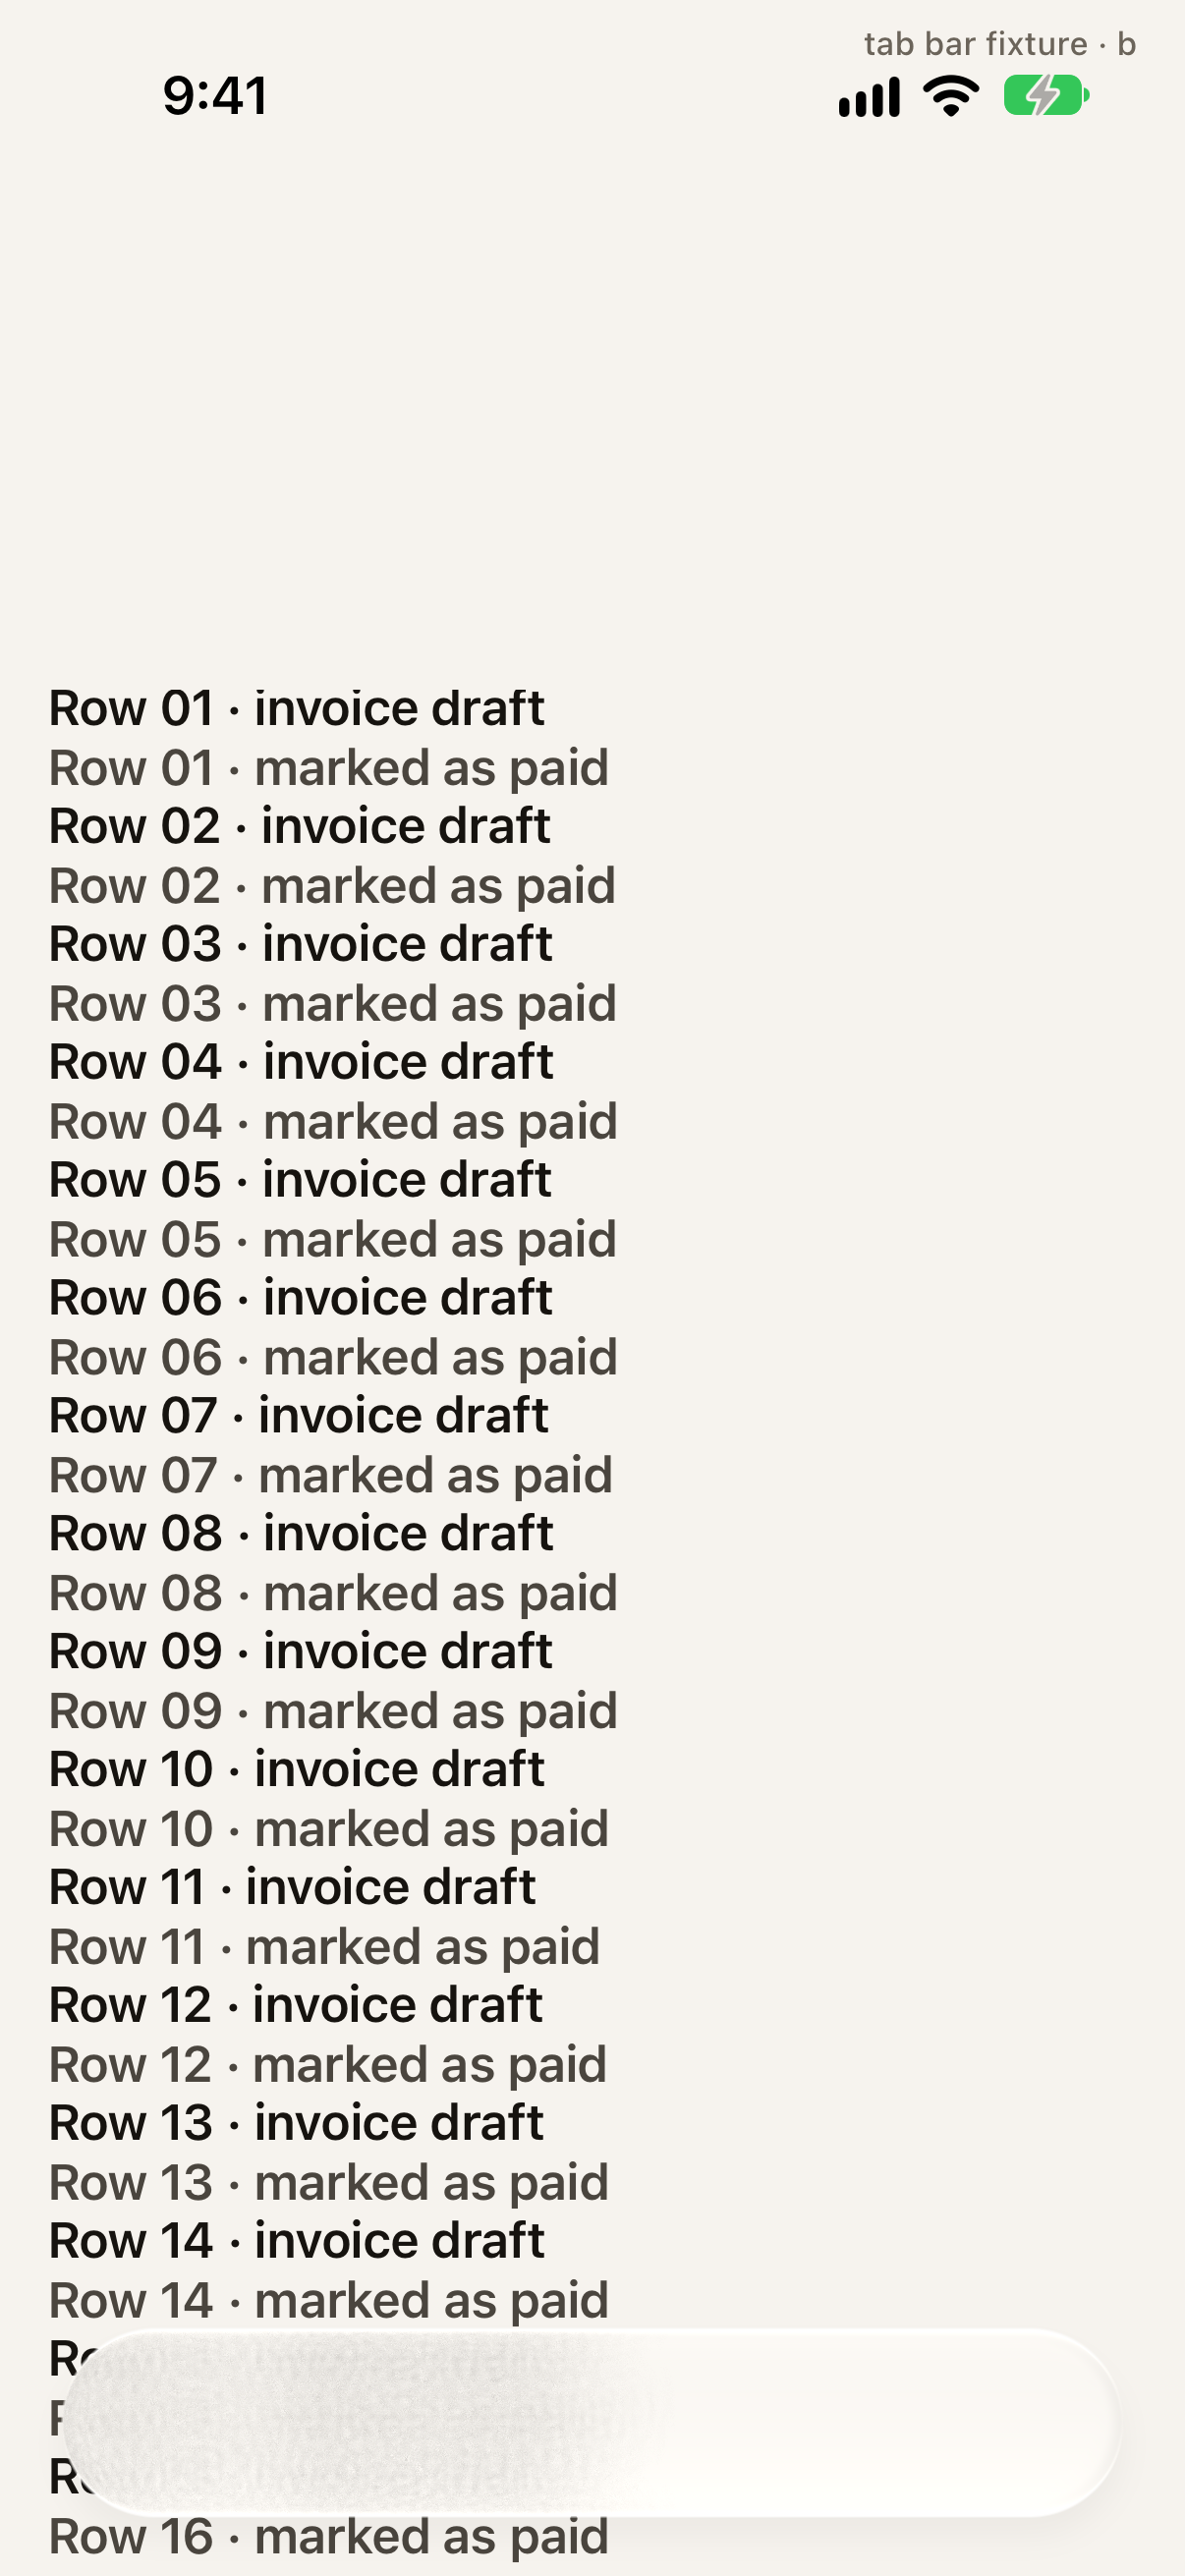 tab bar fixture · b
9:41
Row 01 · invoice draft
Row 01 · marked as paid
Row 02 · invoice draft
Row 02 · marked as paid
Row 03 · invoice draft
Row 03 · marked as paid
Row 04 · invoice draft
Row 04 · marked as paid
Row 05 · invoice draft
Row 05 · marked as paid
Row 06 · invoice draft
Row 06 · marked as paid
Row 07 · invoice draft
Row 07 · marked as paid
Row 08 · invoice draft
Row 08 · marked as paid
Row 09 · invoice draft
Row 09 · marked as paid
Row 10 · invoice draft
Row 10 · marked as paid
Row 11 · invoice draft
Row 11 · marked as paid
Row 12 · invoice draft
Row 12 · marked as paid
Row 13 · invoice draft
Row 13 · marked as paid
Row 14 · invoice draft
Row 14 · marked as paid
Row 16 · marked as paid